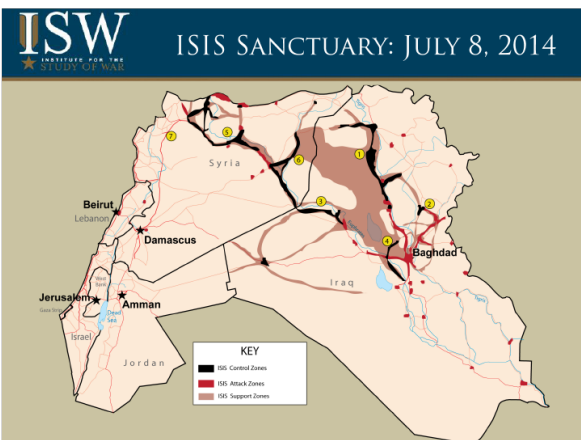 ISW
INSTITUTE FOR THE
STUDY OF WAR
ISIS SANCTUARY: JULY 8, 2014
7
5
Syria
6
1
3
2
4
Beirut
Lebanon
Damascus
Baghdad
Iraq
Jerusalem
Amman
Dead
Sea
Israel
Jordan
KEY
ISIS Control Zones
ISIS Attack Zones
ISIS Support Zones